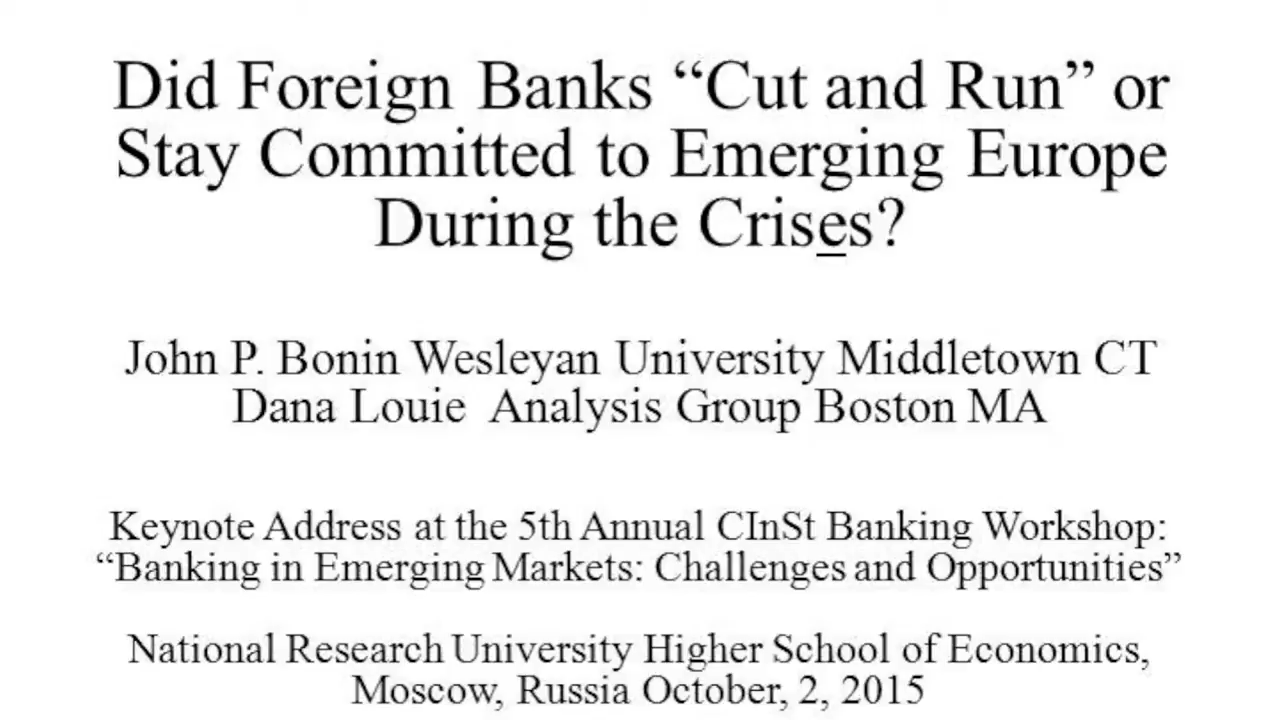 Did Foreign Banks “Cut and Run” or
Stay Committed to Emerging Europe
During the Crises?
John P. Bonin Wesleyan University Middletown CT
Dana Louie Analysis Group Boston MA
Keynote Address at the 5th Annual CInSt Banking Workshop:
“Banking in Emerging Markets: Challenges and Opportunities”
National Research University Higher School of Economics,
Moscow, Russia October, 2, 2015